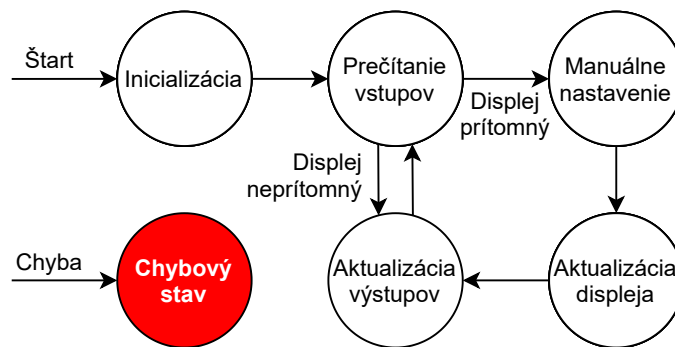 Štart
Inicializácia
Prečítanie
vstupov
Displej
prítomný
Manuálne
nastavenie
Displej
neprítomný
Chyba
Chybový
stav
Aktualizácia
výstupov
Aktualizácia
displeja